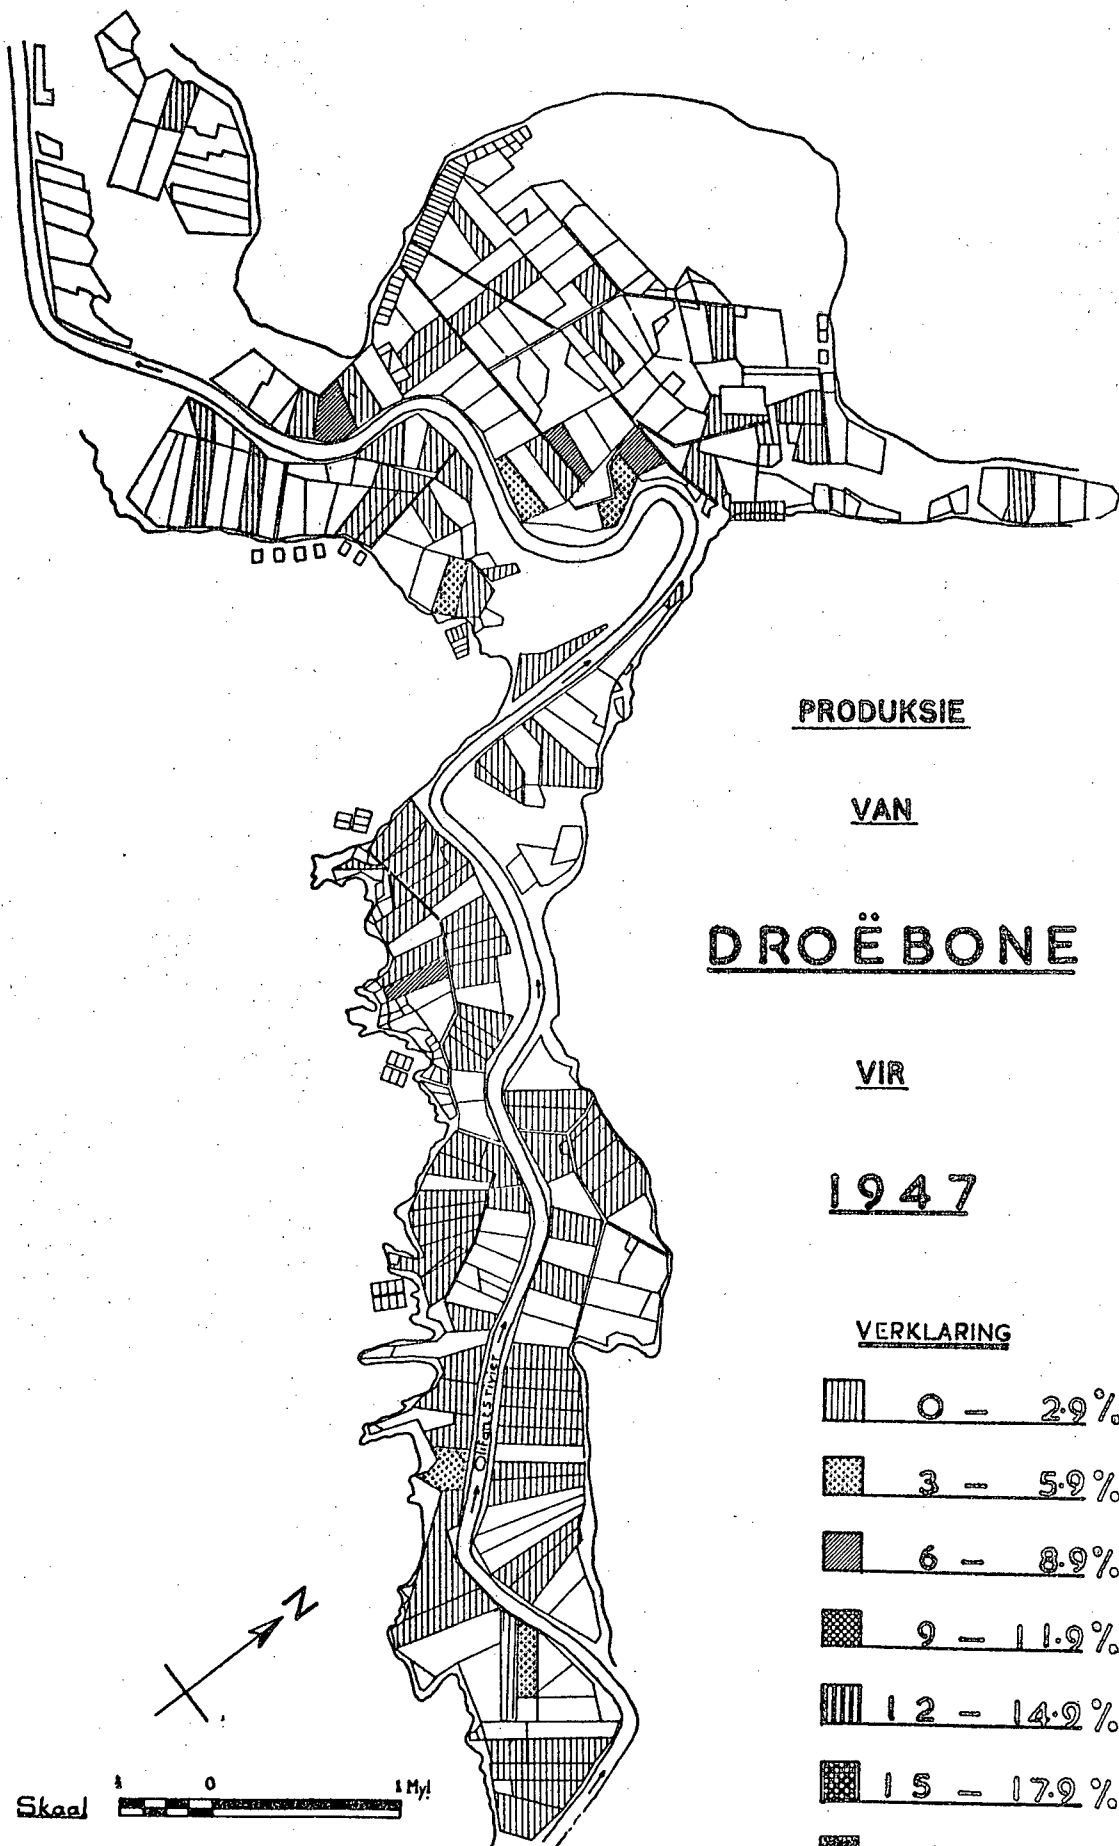 PRODUKSIE
VAN
DROËBONE
VIR
1947
VERKLARING
0 – 2·9%
3 – 5·9%
6 – 8·9%
9 – 11·9%
12 – 14·9%
15 – 17·9%
Olifantsrivier
N
Skaal
1 0 1 Myl